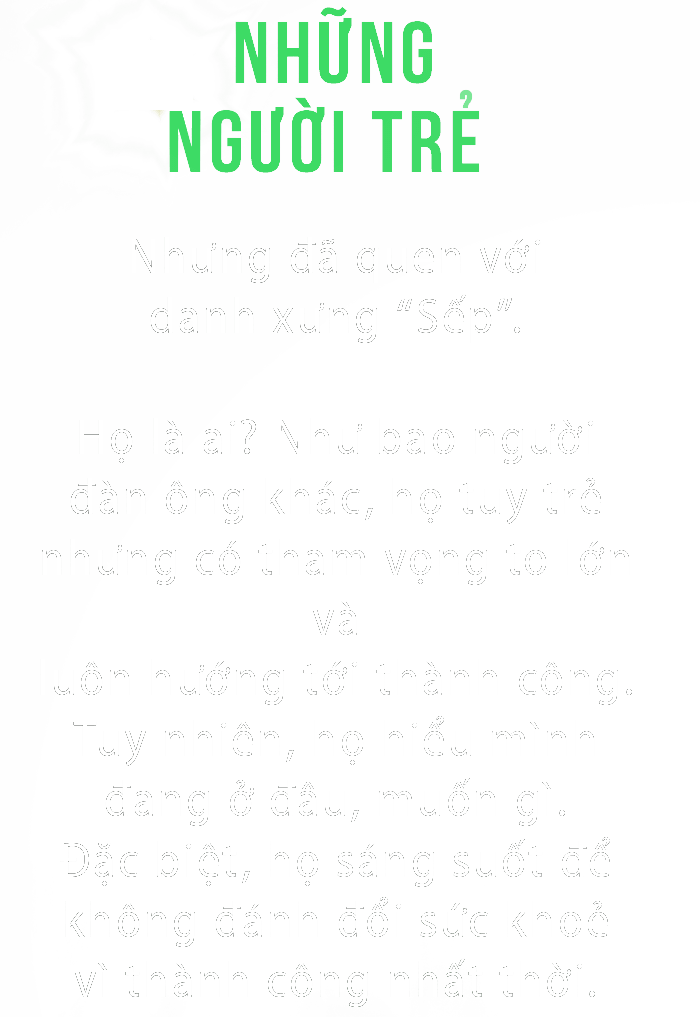 NHỮNG
NGƯỜI TRẺ
Nhưng đã quen với
danh xưng “Sếp”.
Họ là ai? Như bao người
đàn ông khác, họ tuy trẻ
nhưng có tham vọng to lớn
và
luôn hướng tới thành công.
Tuy nhiên, họ hiểu mình
đang ở đâu, muốn gì.
Đặc biệt, họ sáng suốt để
không đánh đổi sức khoẻ
vì thành công nhất thời.